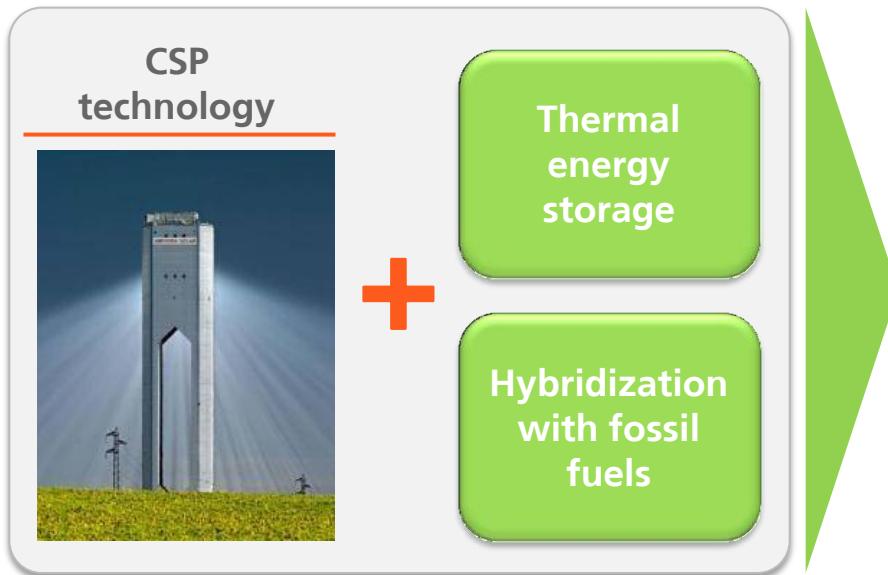 CSP
technology
Thermal
energy
storage
+
Hybridization
with fossil
fuels